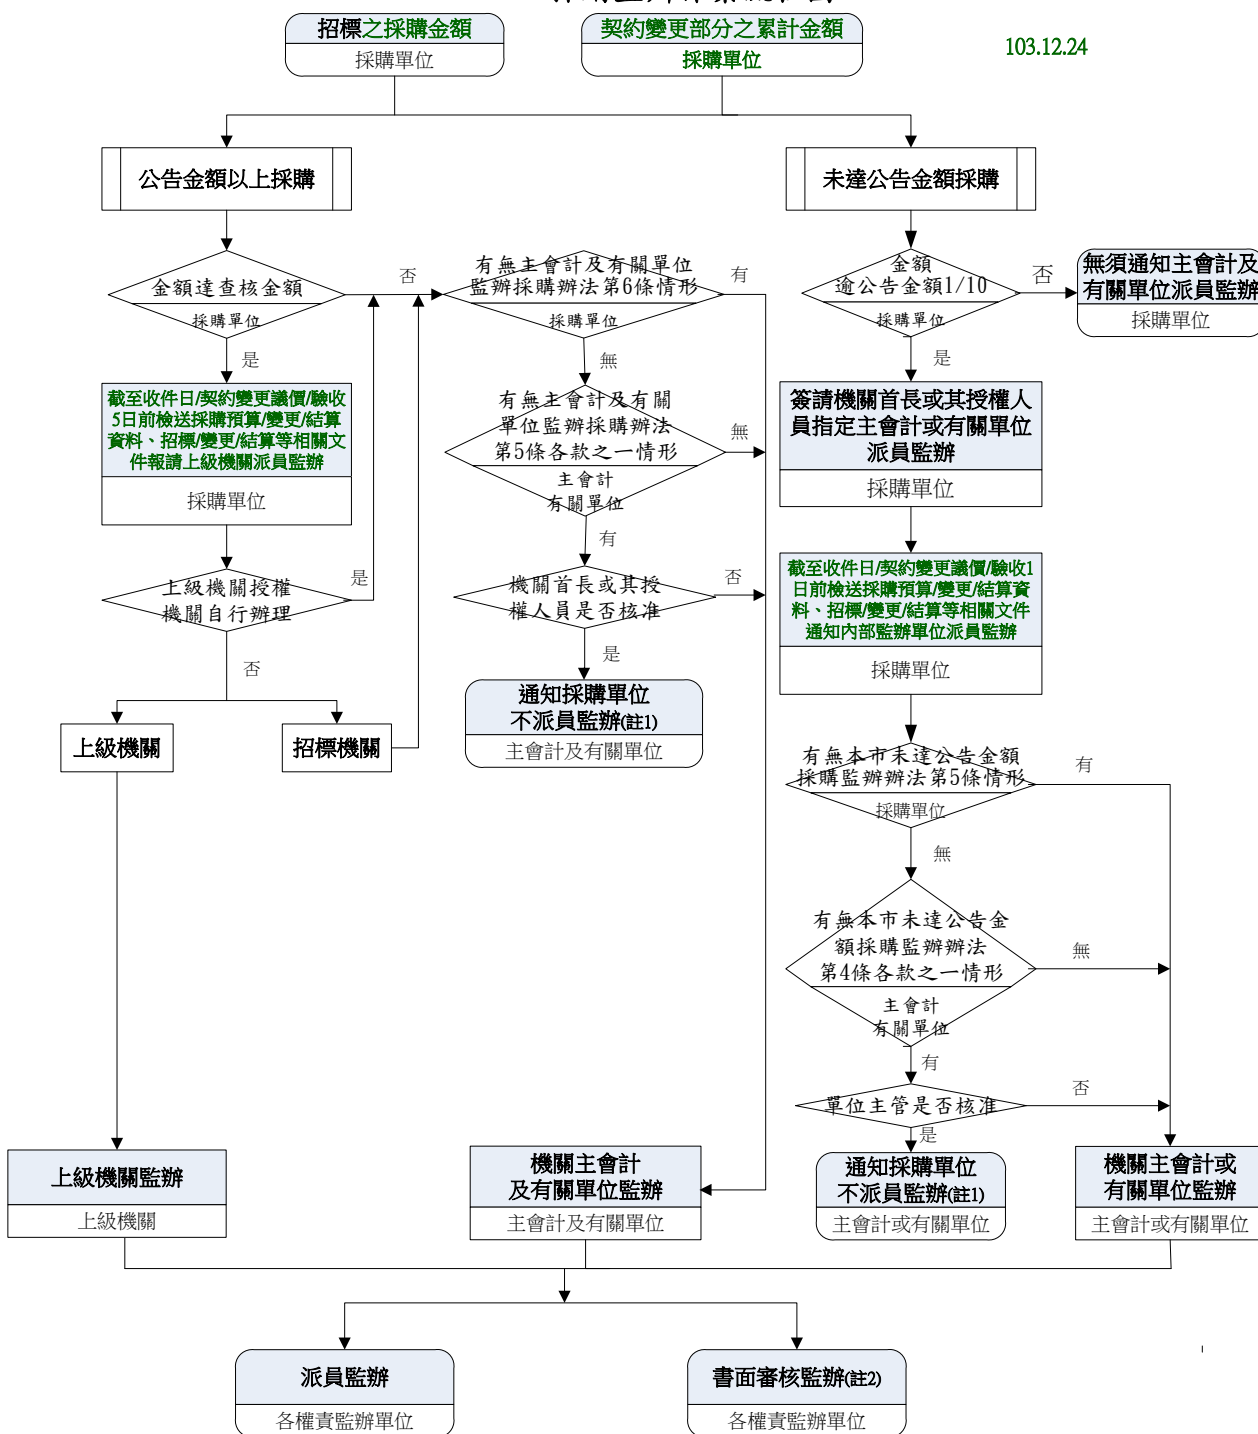 招標之採購金額
採購單位
契約變更部分之累計金額
採購單位
103.12.24
公告金額以上採購
未達公告金額採購
金額達查核金額
採購單位
否
是
有無主會計及有關單位
監辦採購辦法第6條情形
採購單位
有
無
金額
逾公告金額1/10
採購單位
否
是
無須通知主會計及
有關單位派員監辦
採購單位
截至收件日/契約變更議價/驗收
5日前檢送採購預算/變更/結算
資料、招標/變更/結算等相關文
件報請上級機關派員監辦
採購單位
有無主會計及有關
單位監辦採購辦法
第5條各款之一情形
主會計
有關單位
無
有
簽請機關首長或其授權人
員指定主會計或有關單位
派員監辦
採購單位
上級機關授權
機關自行辦理
是
否
機關首長或其授
權人員是否核准
否
是
截至收件日/契約變更議價/驗收1
日前檢送採購預算/變更/結算資
料、招標/變更/結算等相關文件
通知內部監辦單位派員監辦
採購單位
上級機關
招標機關
通知採購單位
不派員監辦(註1)
主會計及有關單位
有無本市未達公告金額
採購監辦辦法第5條情形
採購單位
有
無
有無本市未達公告金
額採購監辦辦法
第4條各款之一情形
主會計
有關單位
無
有
單位主管是否核准
否
是
上級機關監辦
上級機關
機關主會計
及有關單位監辦
主會計及有關單位
通知採購單位
不派員監辦(註1)
主會計或有關單位
機關主會計或
有關單位監辦
主會計或有關單位
派員監辦
各權責監辦單位
書面審核監辦(註2)
各權責監辦單位